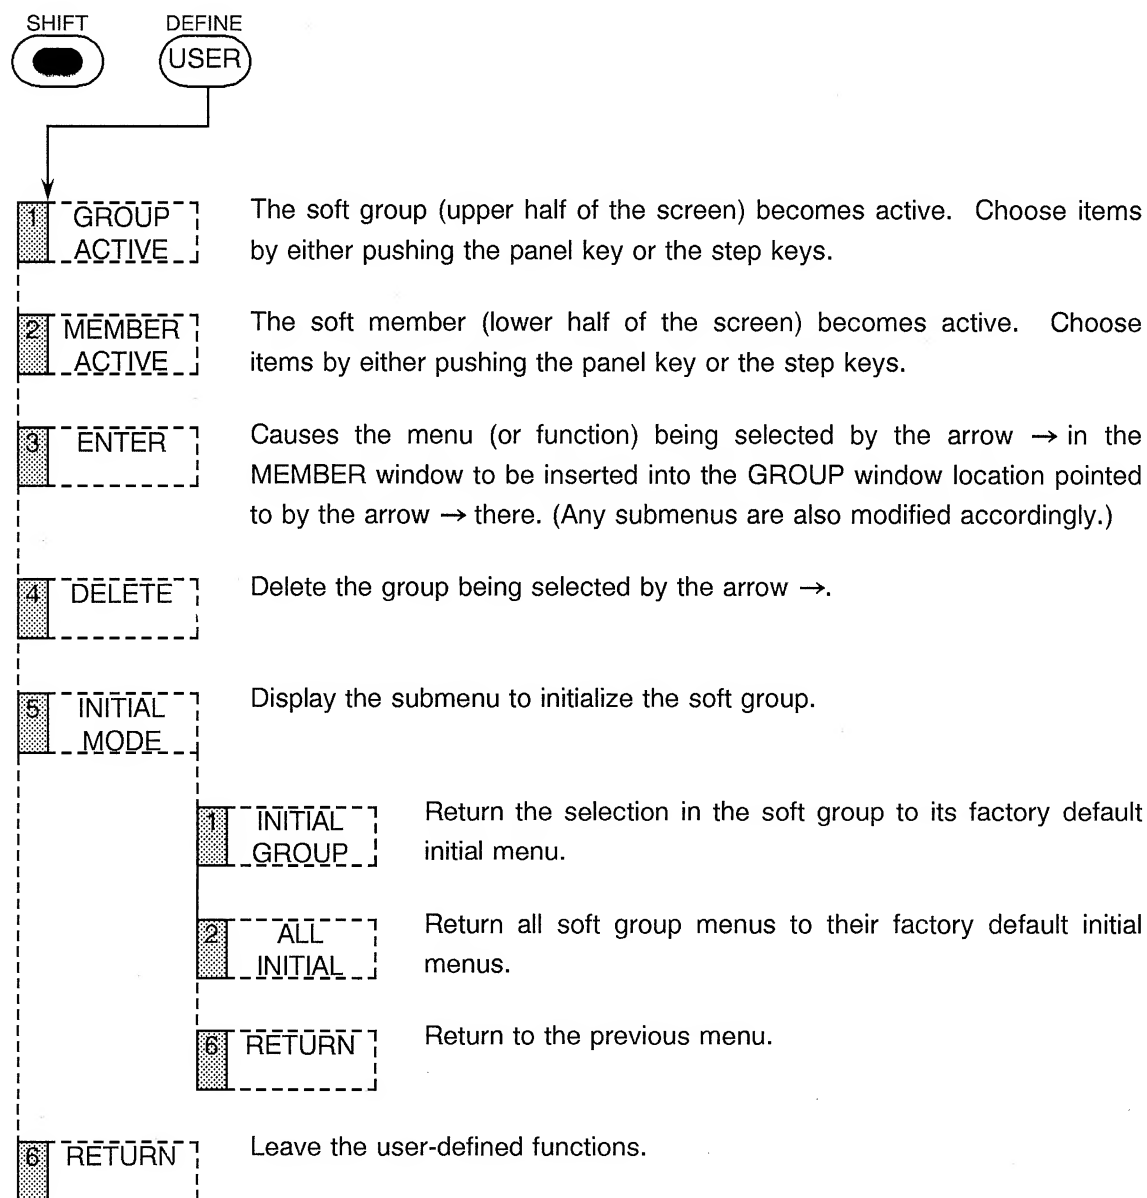 SHIFT DEFINE
USER
1 GROUP ACTIVE
The soft group (upper half of the screen) becomes active. Choose items
by either pushing the panel key or the step keys.
2 MEMBER ACTIVE
The soft member (lower half of the screen) becomes active. Choose
items by either pushing the panel key or the step keys.
3 ENTER
Causes the menu (or function) being selected by the arrow → in the
MEMBER window to be inserted into the GROUP window location pointed
to by the arrow → there. (Any submenus are also modified accordingly.)
4 DELETE
Delete the group being selected by the arrow →.
5 INITIAL MODE
Display the submenu to initialize the soft group.
1 INITIAL GROUP
Return the selection in the soft group to its factory default
initial menu.
2 ALL INITIAL
Return all soft group menus to their factory default initial
menus.
6 RETURN
Return to the previous menu.
6 RETURN
Leave the user-defined functions.